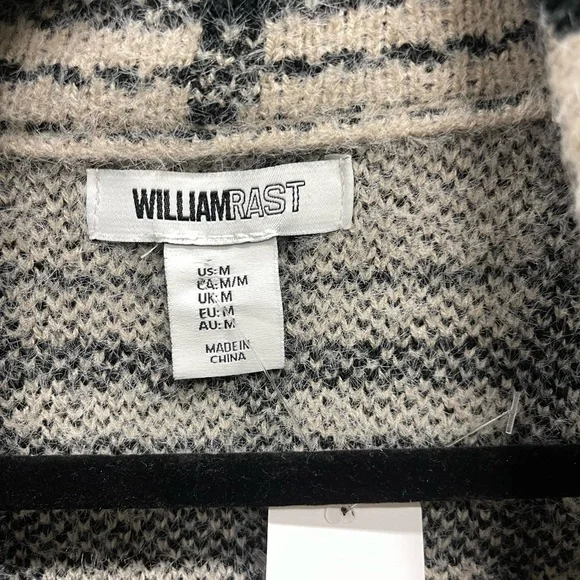 WILLIAMRAST
US: M
CA: M/M
UK: M
EU: M
AU: M
MADE IN
CHINA